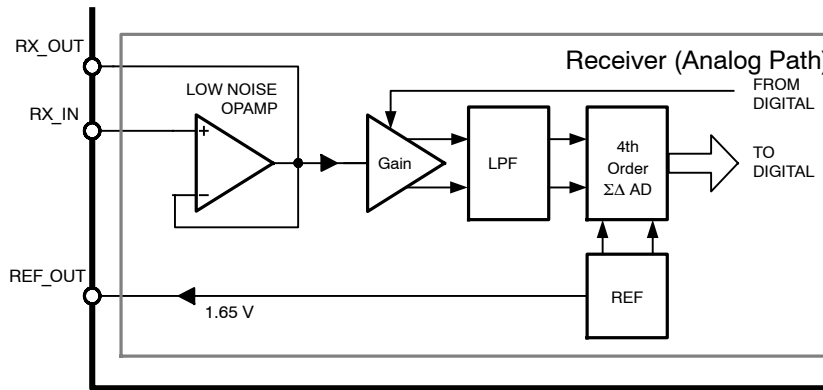 RX_OUT
Receiver (Analog Path)
LOW NOISE
OPAMP
FROM
DIGITAL
RX_IN
+
−
Gain
LPF
4th
Order
ΣΔ AD
TO
DIGITAL
REF_OUT
1.65 V
REF